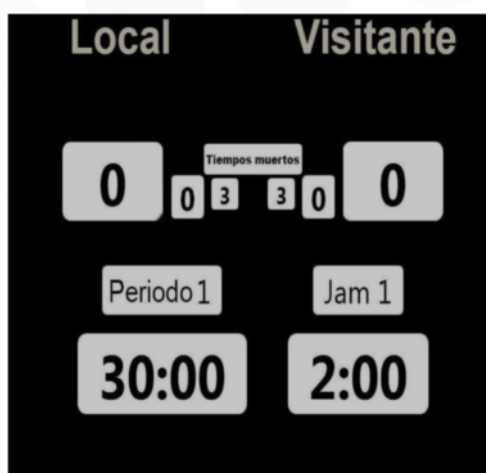 Local Visitante
Tiempos muertos
0 0 3 3 0 0
Periodo 1 Jam 1
30:00 2:00